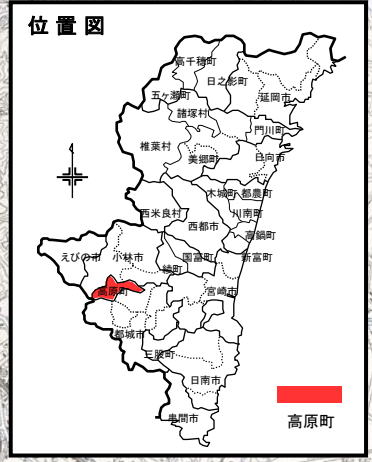 位置図
高千穂町
日之影町
延岡市
五ヶ瀬町
諸塚村
門川町
椎葉村
美郷町
日向市
木城町
都農町
西米良村
川南町
西都市
高鍋町
えびの市
小林市
国富町
新富町
綾町
高原町
宮崎市
都城市
三股町
日南市
串間市
高原町